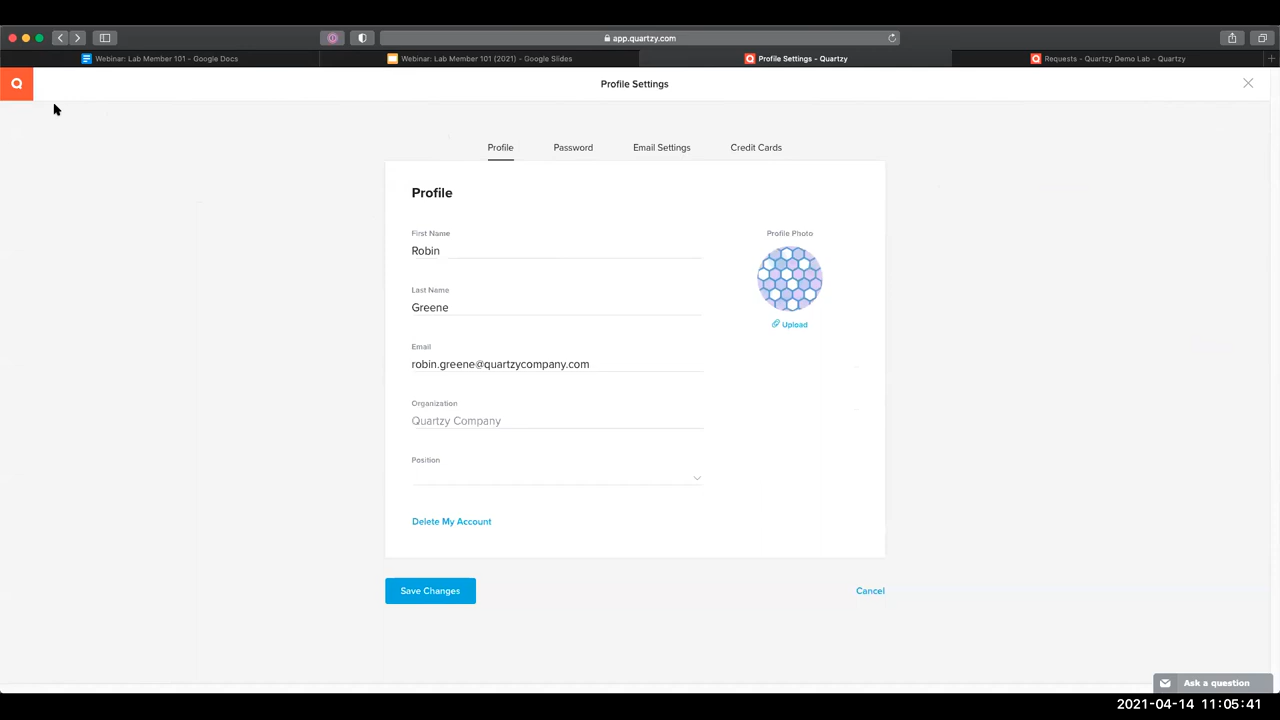 app.quartzy.com
Webinar: Lab Member 101 - Google Docs
Webinar: Lab Member 101 (2021) - Google Slides
Profile Settings - Quartzy
Requests - Quartzy Demo Lab - Quartzy
Profile Settings
Profile
Password
Email Settings
Credit Cards
Profile
First Name
Robin
Profile Photo
Upload
Last Name
Greene
Email
robin.greene@quartzycompany.com
Organization
Quartzy Company
Position
Delete My Account
Save Changes
Cancel
Ask a question
2021-04-14 11:05:41